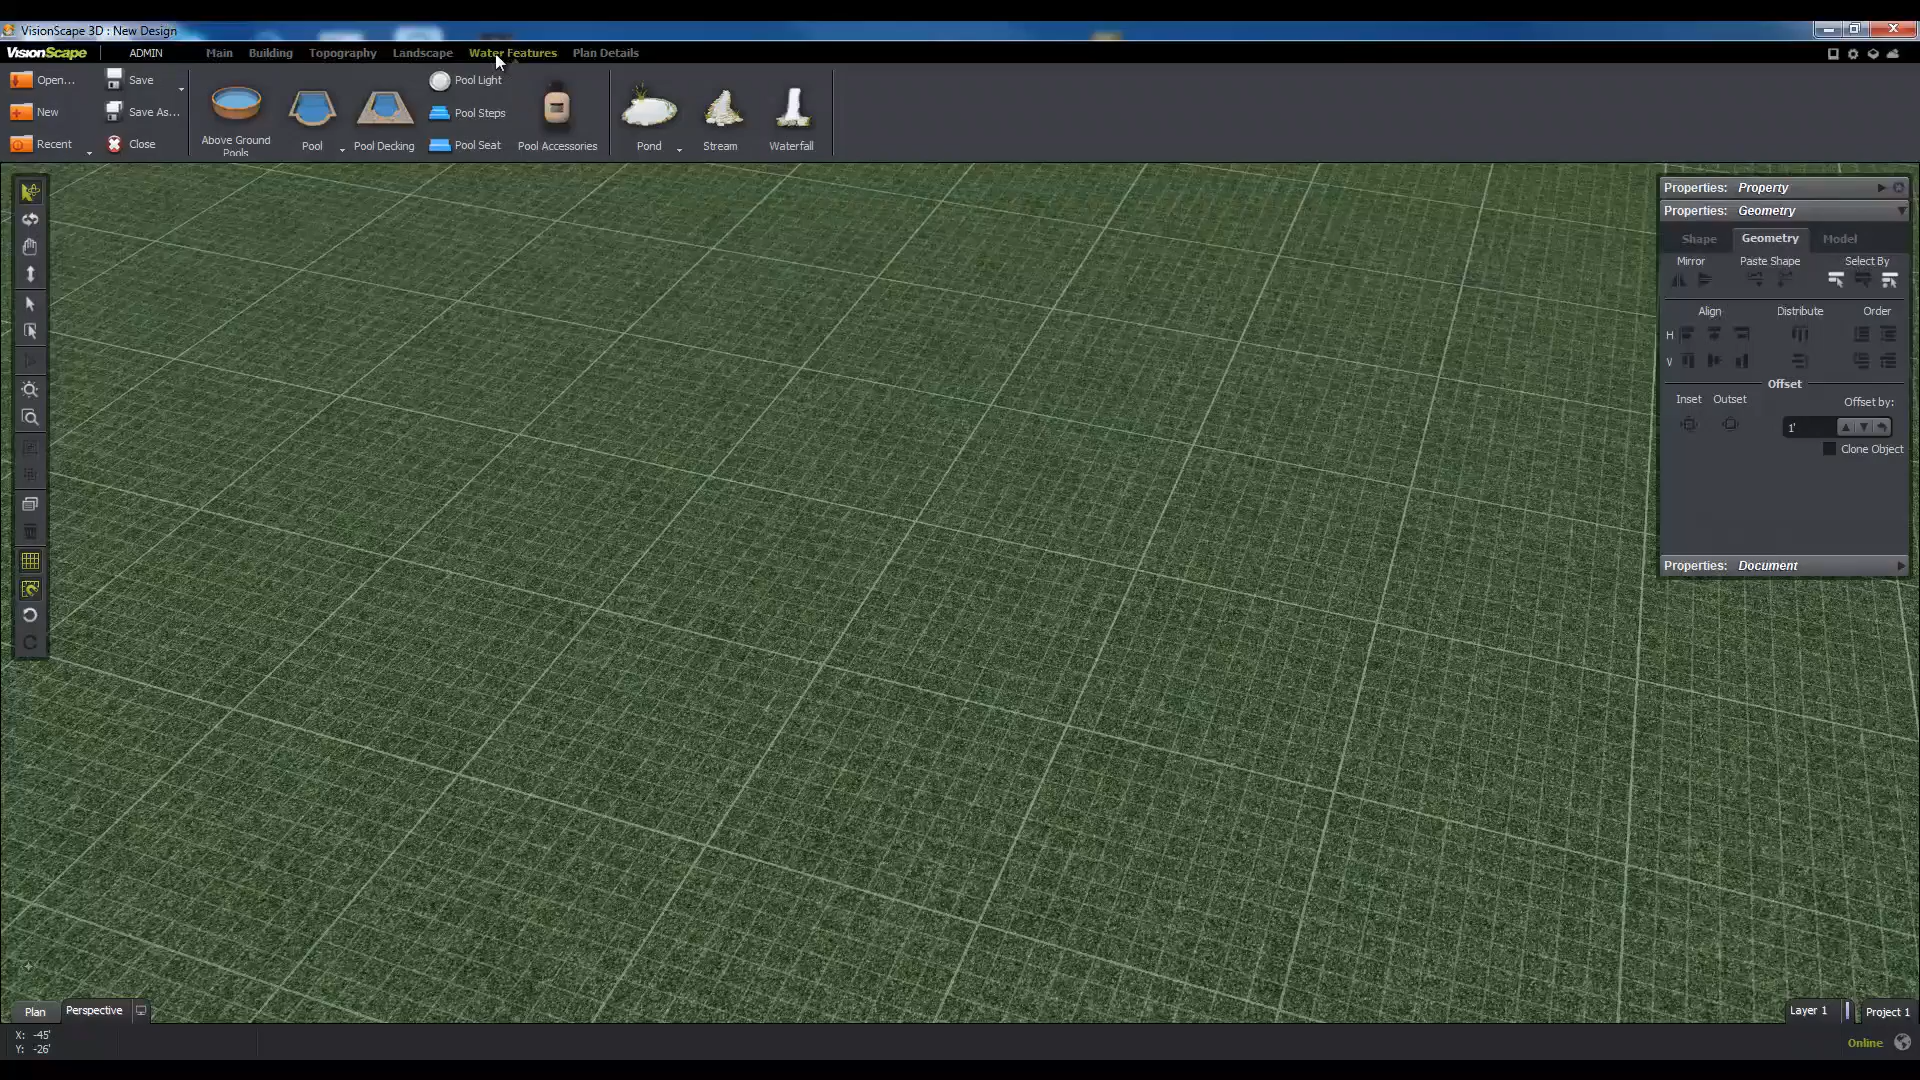 VisionScape 3D : New Design
VisionScape ADMIN Main Building Topography Landscape Water Features Plan Details
Open... Save Pool Light
New Save As... Pool Steps
Recent Close Pool Seat
Above Ground Pools
Pool
Pool Decking
Pool Accessories
Pond
Stream
Waterfall
Properties: Property
Properties: Geometry
Shape Geometry Model
Mirror Paste Shape Select By
Align Distribute Order
H
V
Offset
Inset Outset Offset by:
1'
Clone Object
Properties: Document
Plan Perspective
Layer 1 Project 1
X: -45'
Y: -26'
Online